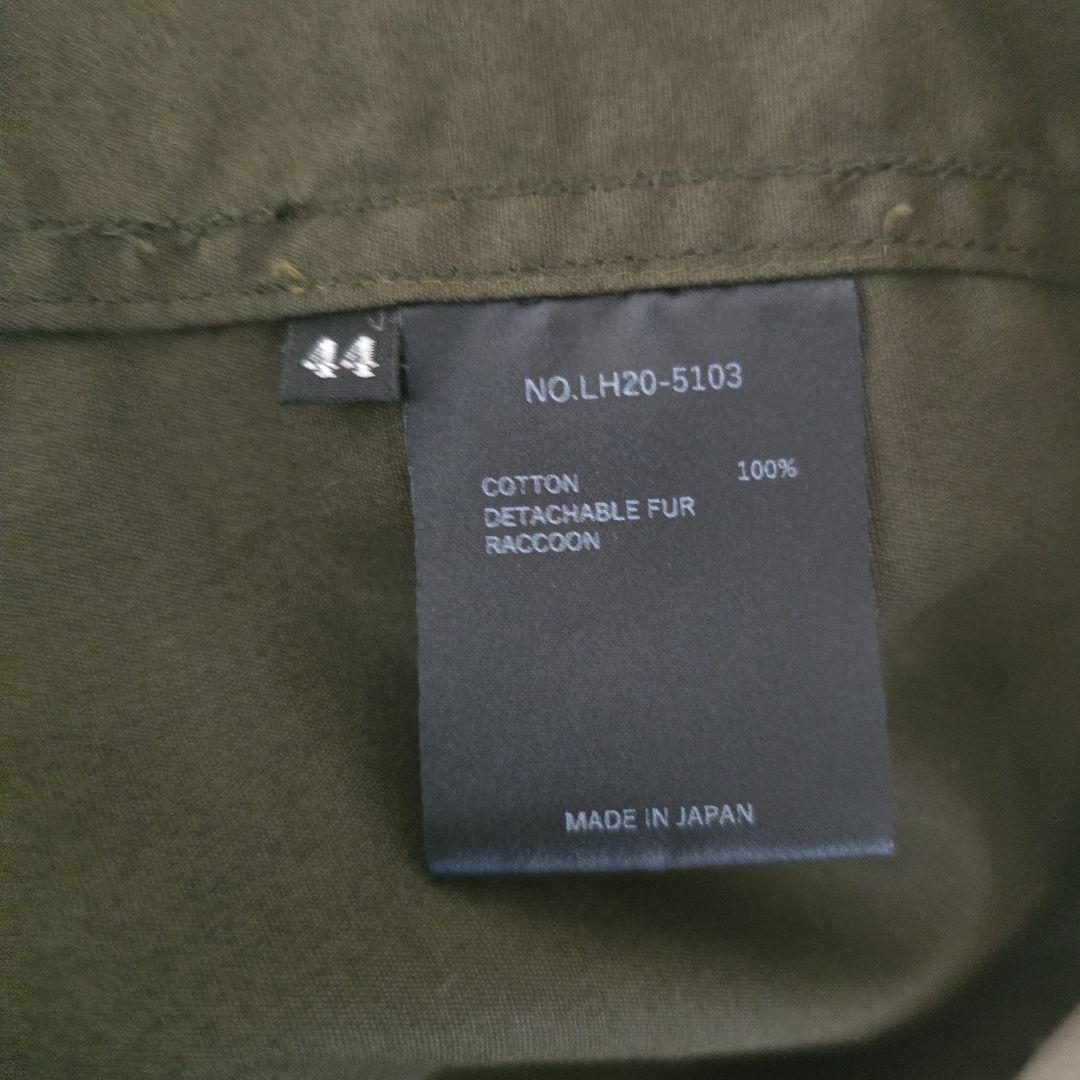 44
NO.LH20-5103
COTTON 100%
DETACHABLE FUR
RACCOON
MADE IN JAPAN